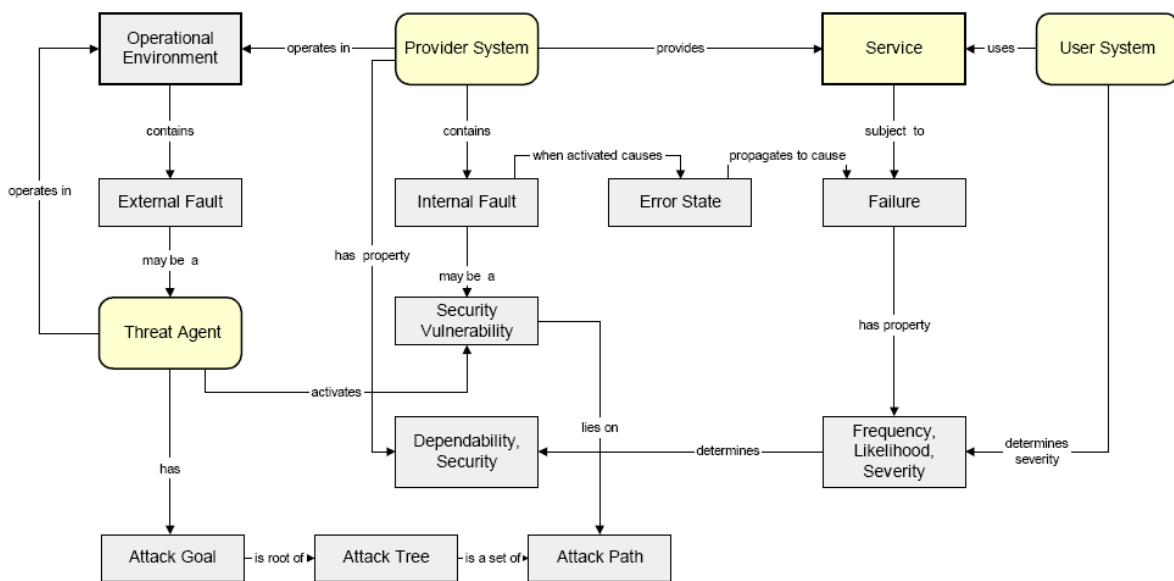 Operational
Environment
operates in
Provider System
provides
Service
uses
User System
contains
contains
subject to
when activated causes
propagates to cause
operates in
External Fault
Internal Fault
Error State
Failure
has property
may be a
may be a
Threat Agent
Security
Vulnerability
has property
activates
lies on
Dependability,
Security
determines
Frequency,
Likelihood,
Severity
determines
severity
has
Attack Goal
is root of
Attack Tree
is a set of
Attack Path